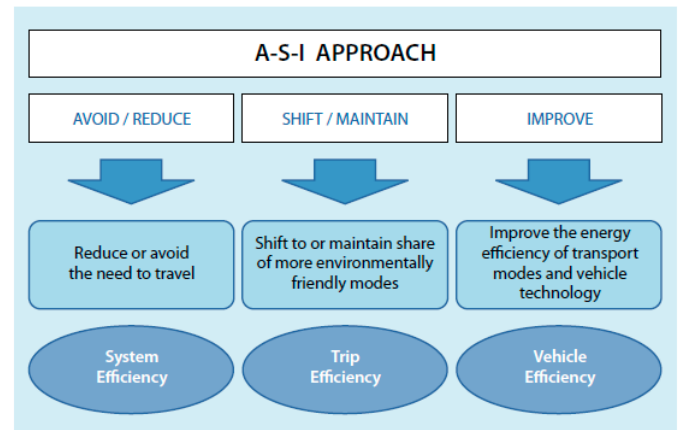 A-S-I APPROACH
AVOID / REDUCE
SHIFT / MAINTAIN
IMPROVE
Reduce or avoid
the need to travel
Shift to or maintain share
of more environmentally
friendly modes
Improve the energy
efficiency of transport
modes and vehicle
technology
System
Efficiency
Trip
Efficiency
Vehicle
Efficiency